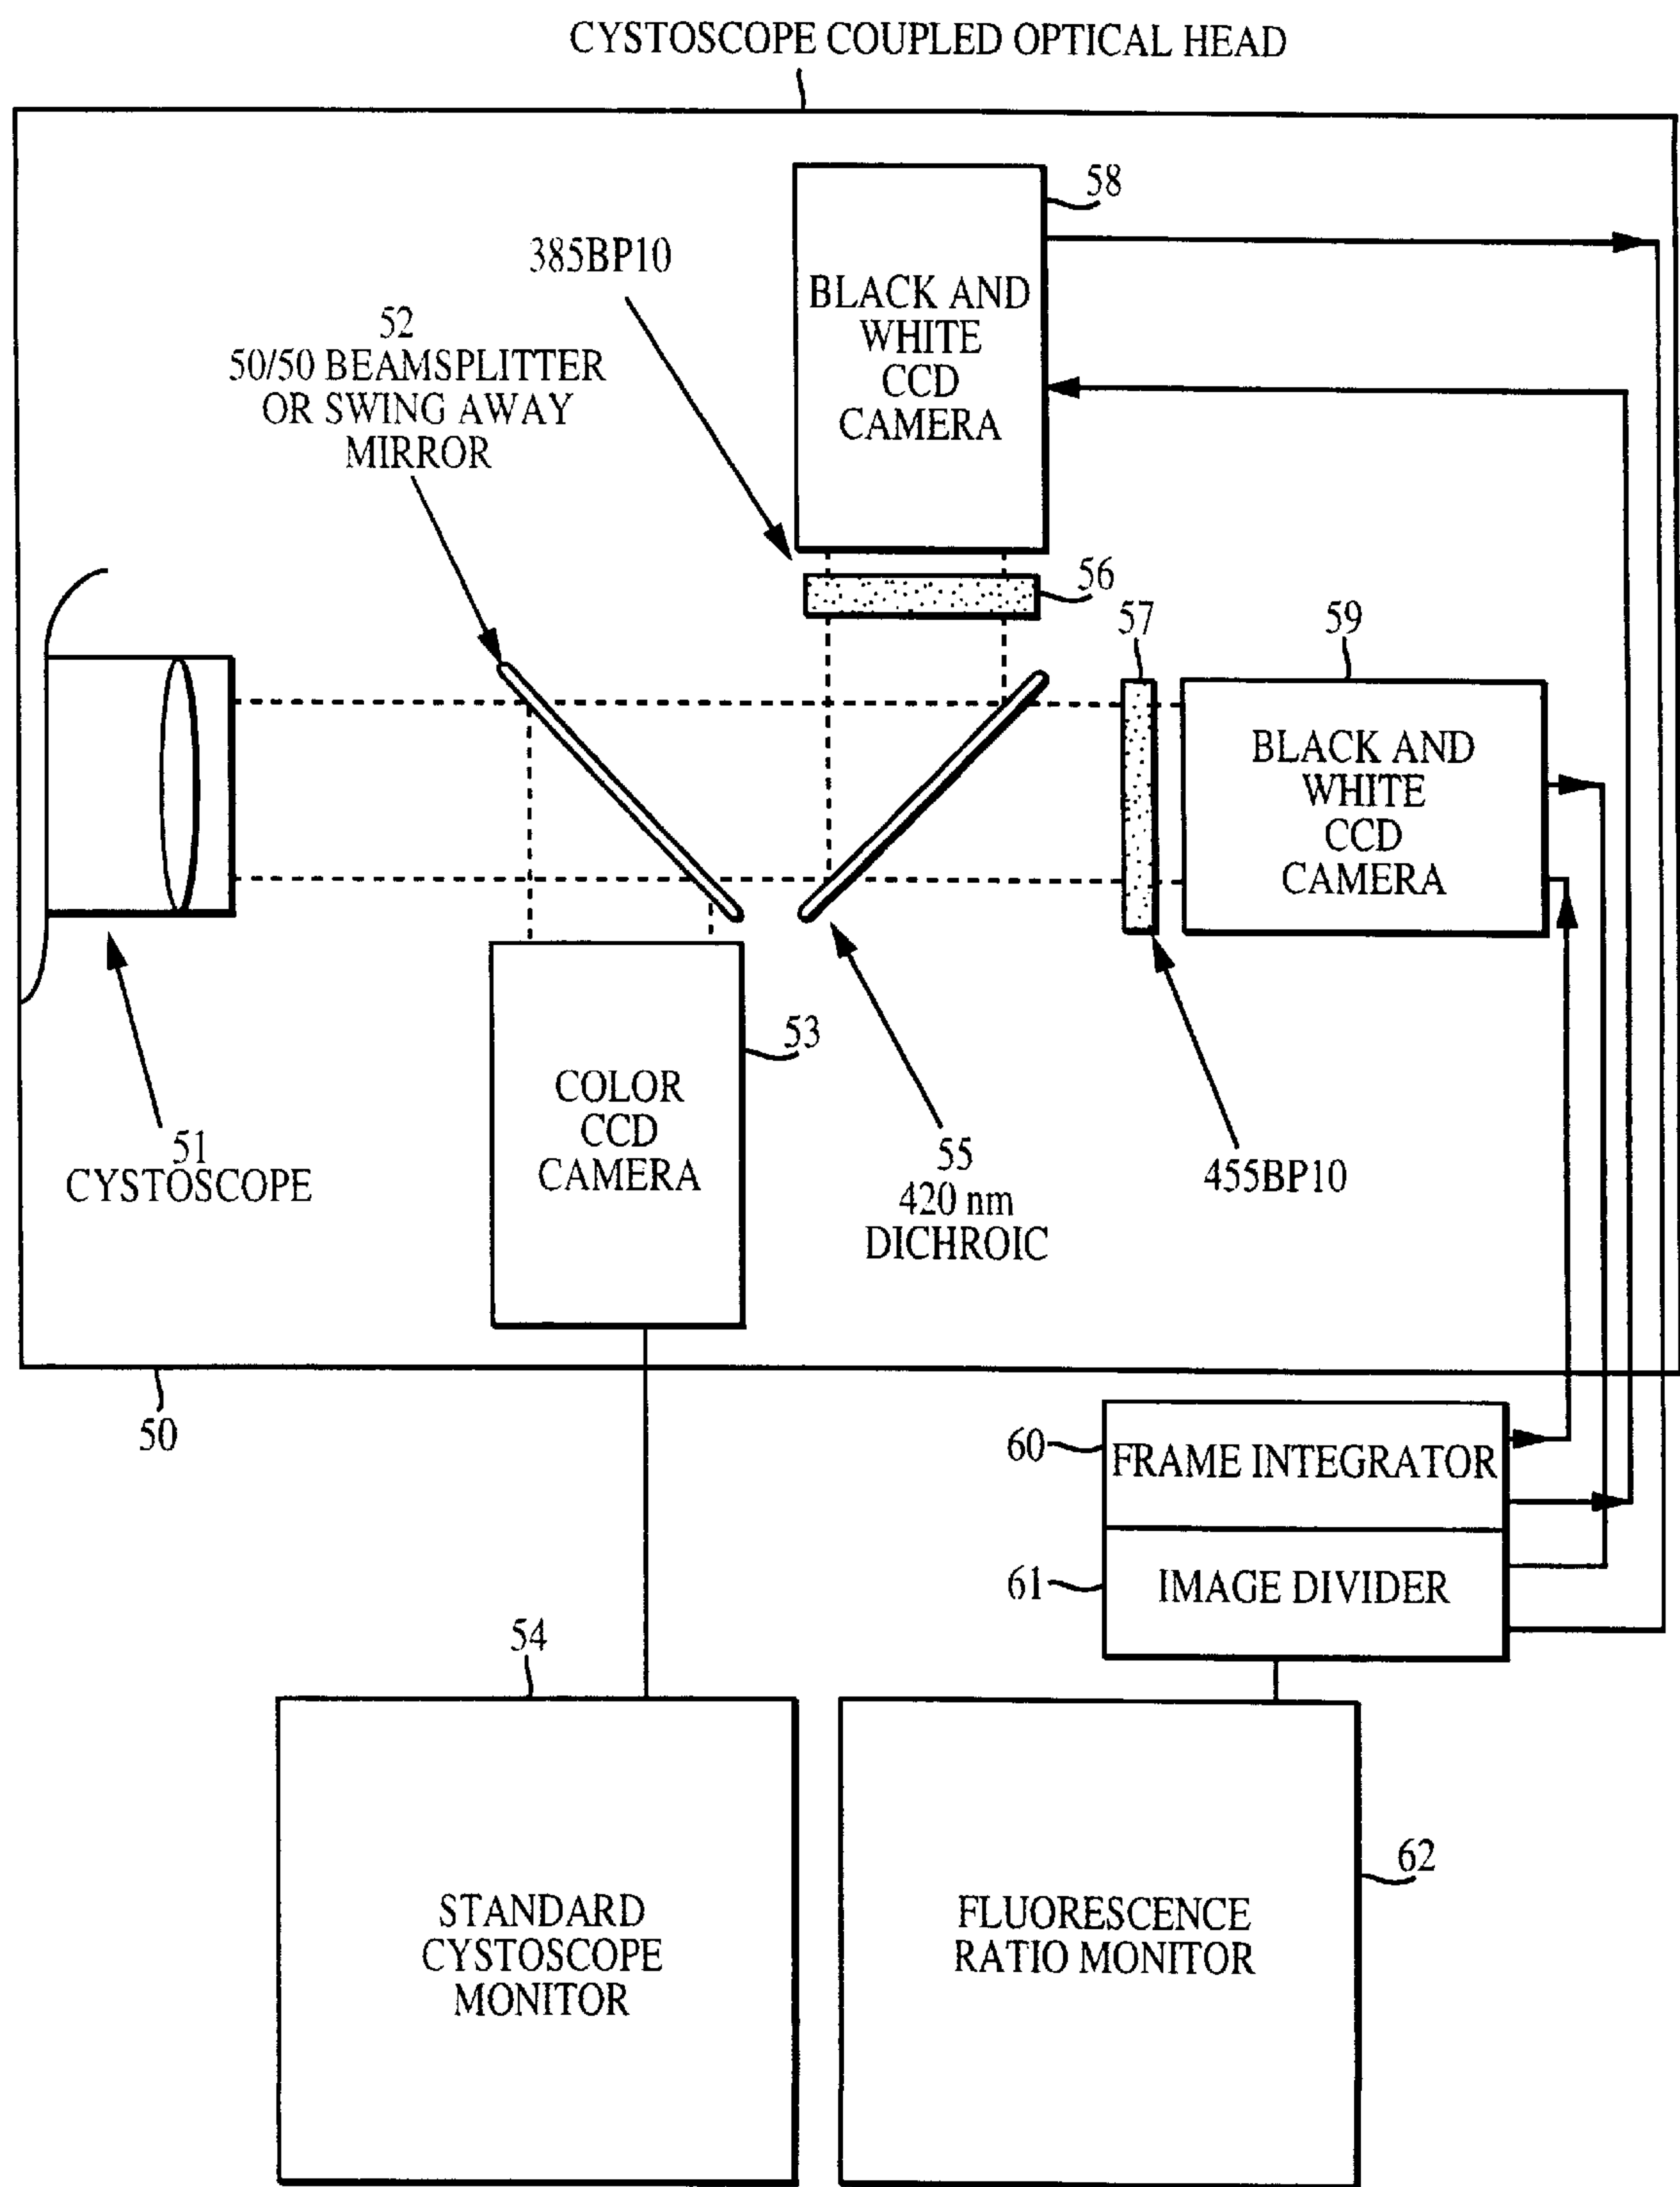 CYSTOSCOPE COUPLED OPTICAL HEAD
58
385BP10
BLACK AND
WHITE
CCD
CAMERA
52
50/50 BEAMSPLITTER
OR SWING AWAY
MIRROR
56
57
59
BLACK AND
WHITE
CCD
CAMERA
53
COLOR
CCD
CAMERA
51
CYSTOSCOPE
55
420 nm
DICHROIC
455BP10
50
60
FRAME INTEGRATOR
61
IMAGE DIVIDER
54
62
STANDARD
CYSTOSCOPE
MONITOR
FLUORESCENCE
RATIO MONITOR